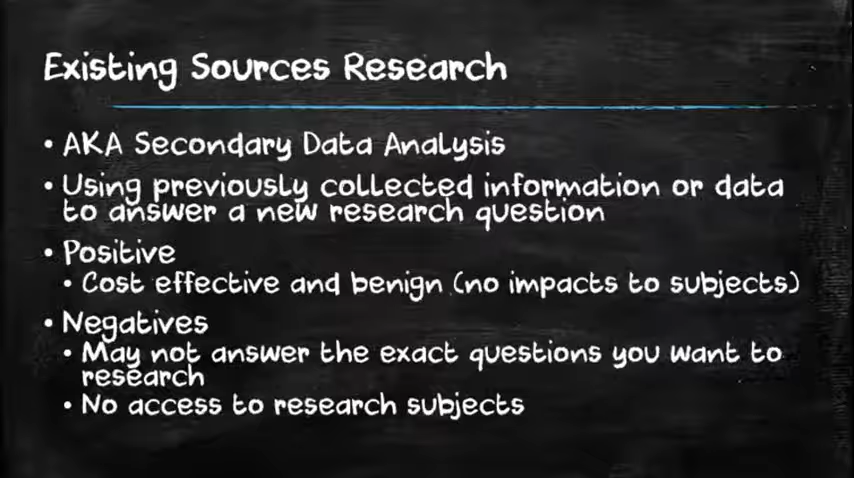 Existing Sources Research
• AKA Secondary Data Analysis
• Using previously collected information or data
to answer a new research question
• Positive
• Cost effective and benign (no impacts to subjects)
• Negatives
• May not answer the exact questions you want to
research
• No access to research subjects